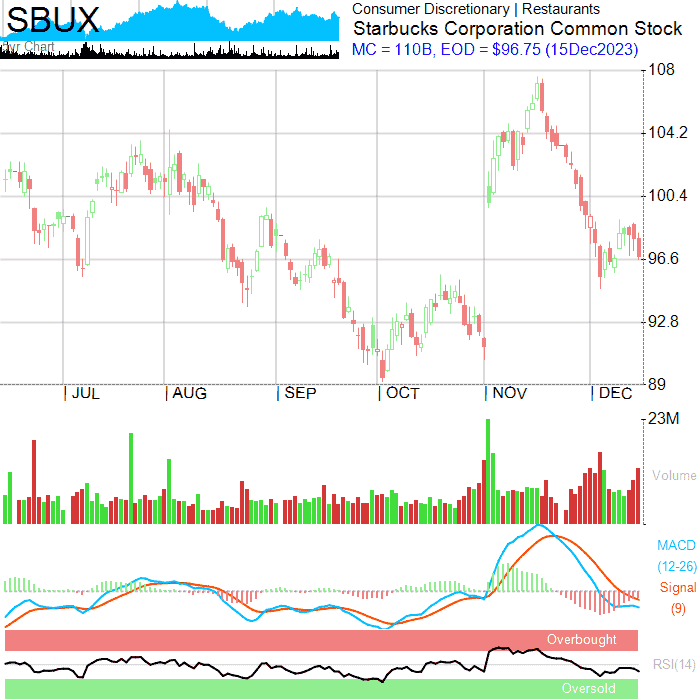 SBUX
Consumer Discretionary | Restaurants
Starbucks Corporation Common Stock
MC = 110B, EOD = $96.75 (15Dec2023)
Chart
108
104.2
100.4
96.6
92.8
89
JUL AUG SEP OCT NOV DEC
23M
Volume
MACD
(12-26)
Signal
(9)
Overbought
RSI(14)
Oversold